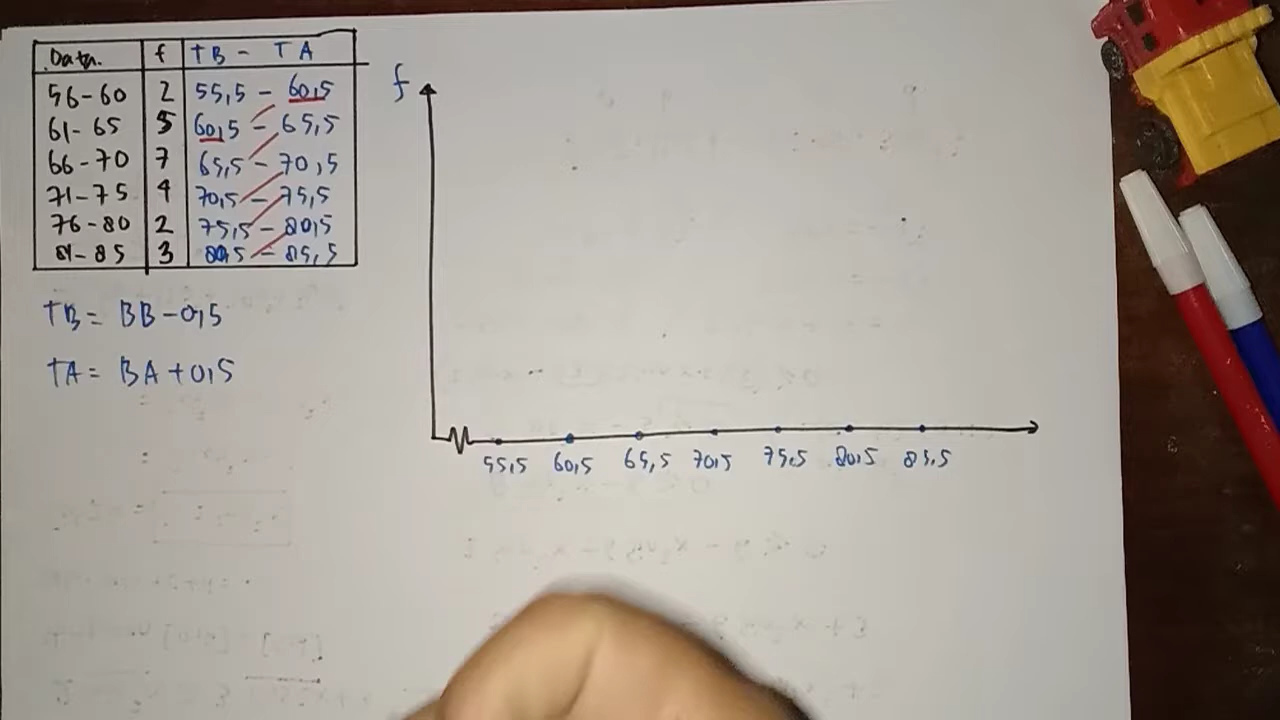 Data. f TB - TA
56-60 2 55,5 - 60,5
61-65 5 60,5 - 65,5
66-70 7 65,5 - 70,5
71-75 4 70,5 - 75,5
76-80 2 75,5 - 80,5
81-85 3 80,5 - 85,5
TB = BB - 0,5
TA = BA + 0,5
f
55,5 60,5 65,5 70,5 75,5 80,5 85,5